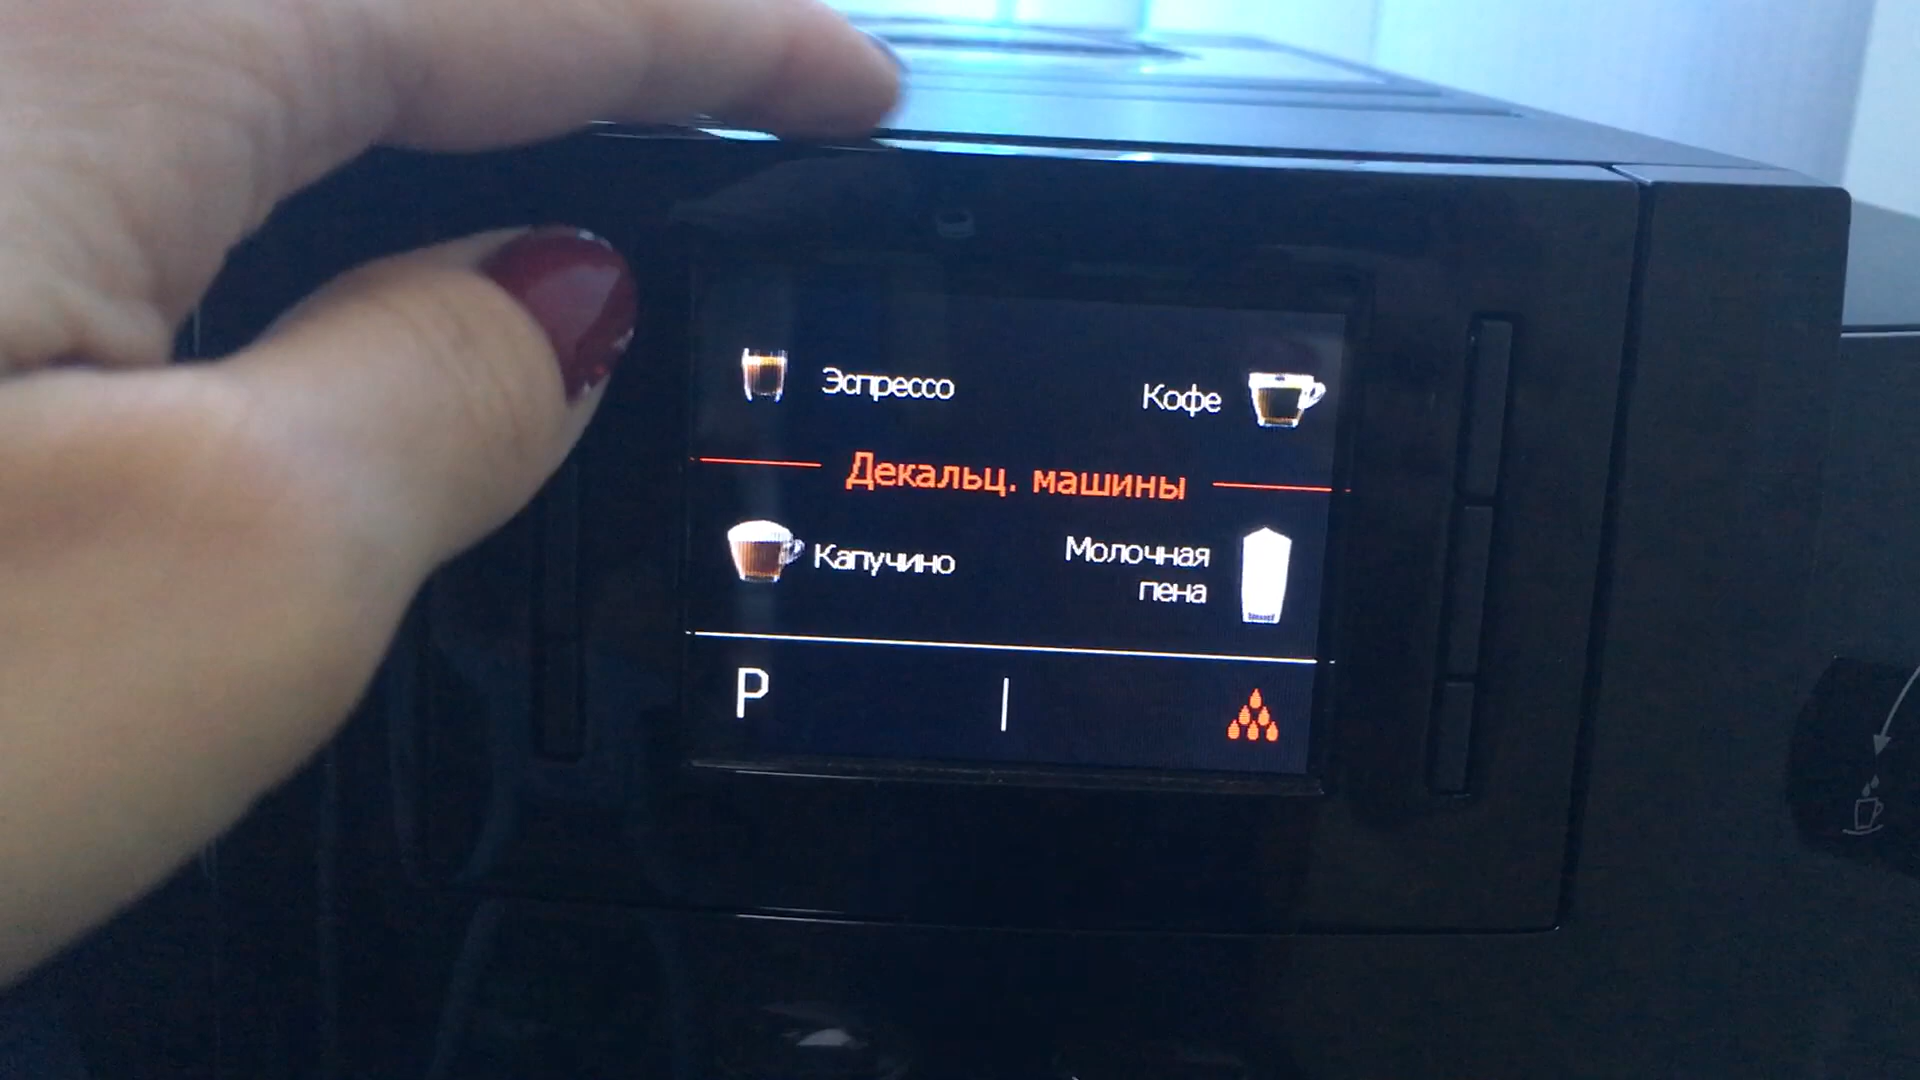 Эспрессо
Кофе
Декальц. машины
Капучино
Молочная
пена
P